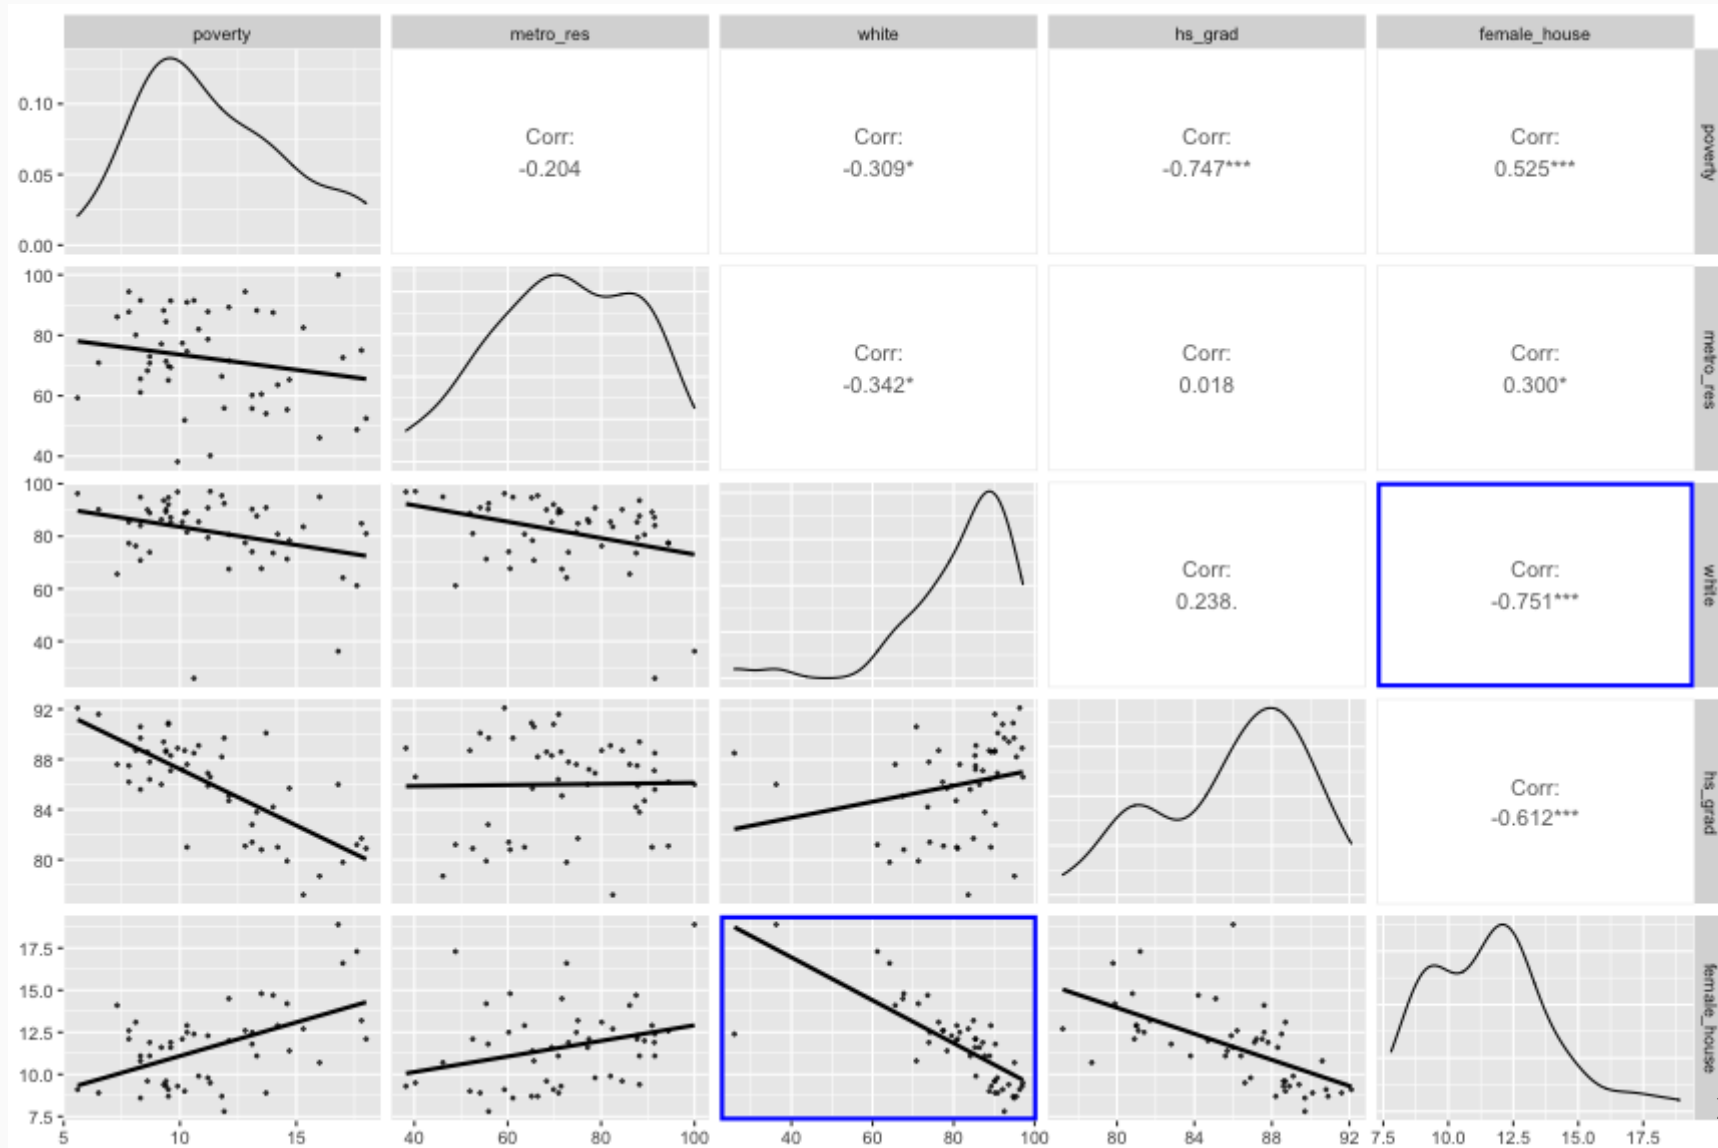 poverty metro_res white hs_grad female_house
0.10
0.05
0.00
Corr: Corr: Corr: Corr:
-0.204 -0.309* -0.747*** 0.525***
poverty
100
80
60
40
Corr: Corr: Corr:
-0.342* 0.018 0.300*
metro_res
100
80
60
40
Corr: Corr:
0.238. -0.751***
white
92
88
84
80
Corr:
-0.612***
hs_grad
17.5
15.0
12.5
10.0
7.5
female_house
5 10 15 40 60 80 100 40 60 80 100 80 84 88 92 7.5 10.0 12.5 15.0 17.5